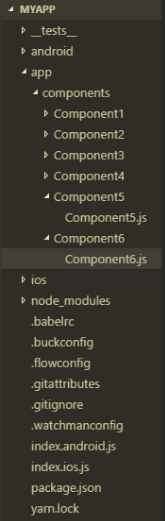 MYAPP
__tests__
android
app
components
Component1
Component2
Component3
Component4
Component5
Component5.js
Component6
Component6.js
ios
node_modules
.babelrc
.buckconfig
.flowconfig
.gitattributes
.gitignore
.watchmanconfig
index.android.js
index.ios.js
package.json
yarn.lock